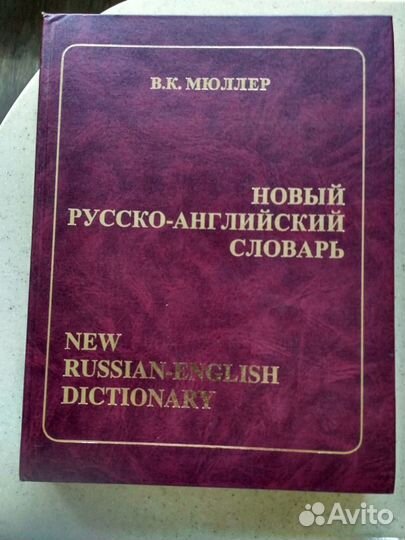 В.К. МЮЛЛЕР
НОВЫЙ
РУССКО-АНГЛИЙСКИЙ
СЛОВАРЬ
NEW
RUSSIAN-ENGLISH
DICTIONARY
Avito